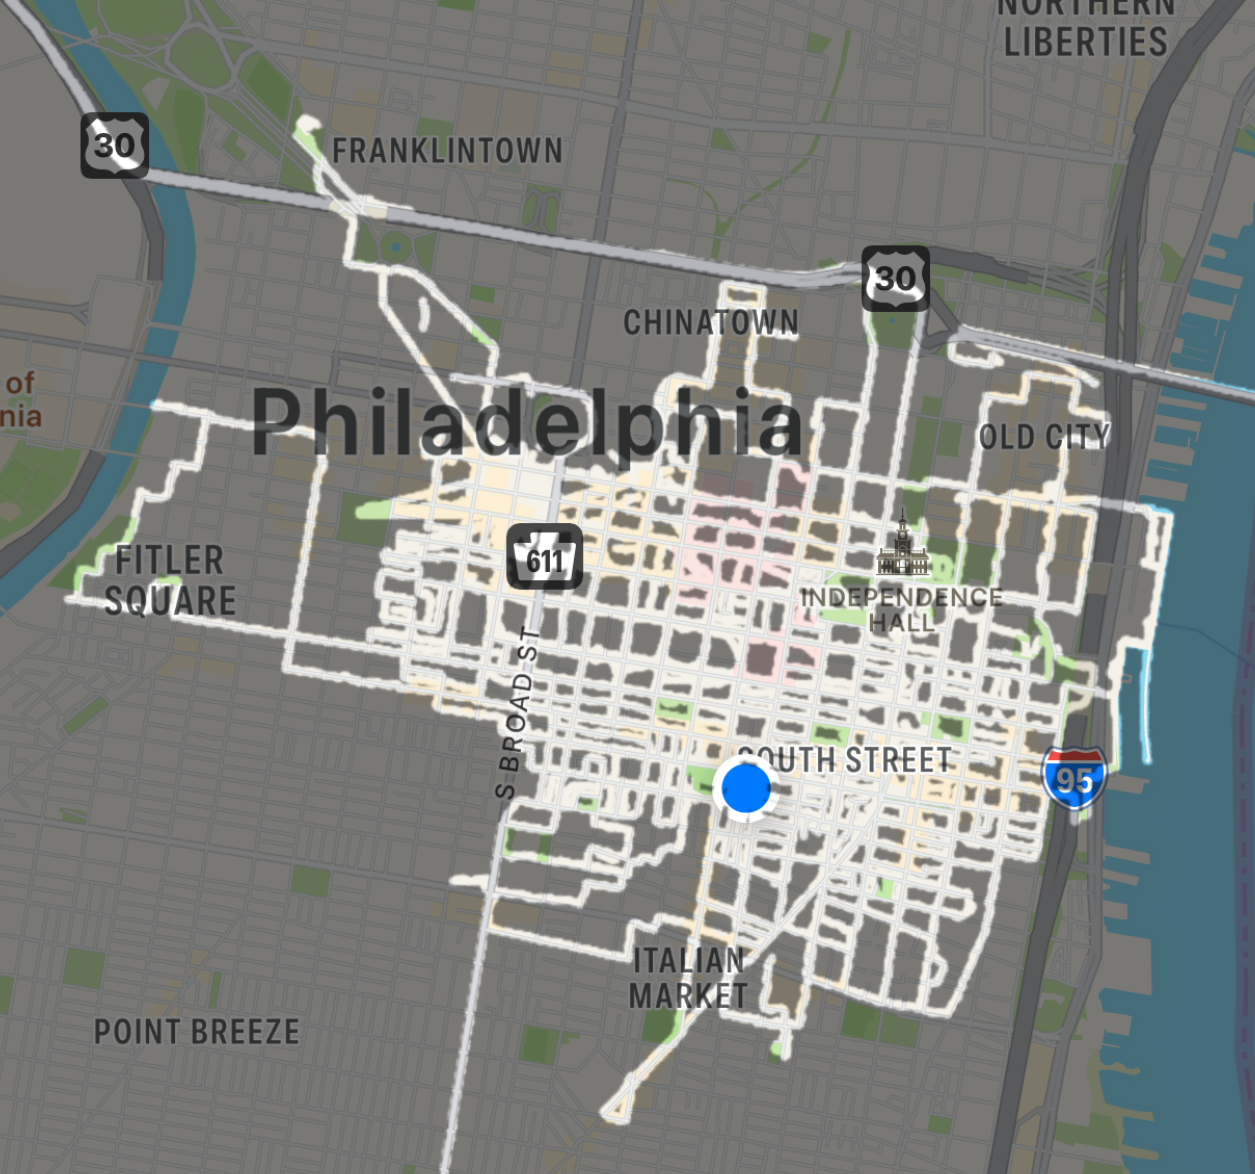 NORTHERN
LIBERTIES
30
FRANKLINTOWN
30
CHINATOWN
of
nia
Philadelphia
OLD CITY
FITLER
SQUARE
611
INDEPENDENCE
HALL
S BROAD ST
SOUTH STREET
95
ITALIAN
MARKET
POINT BREEZE